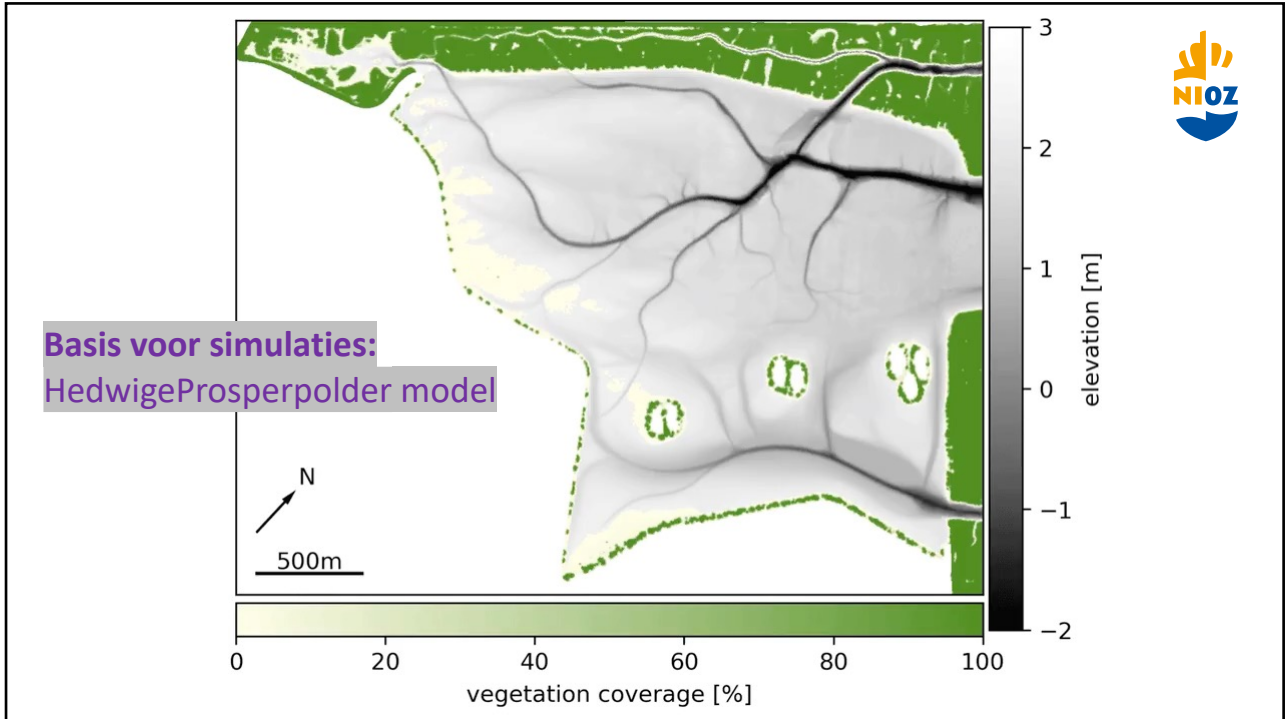 NIOZ
Basis voor simulaties:
HedwigeProsperpolder model
N
500m
3
2
1
0
−1
−2
elevation [m]
0 20 40 60 80 100
vegetation coverage [%]